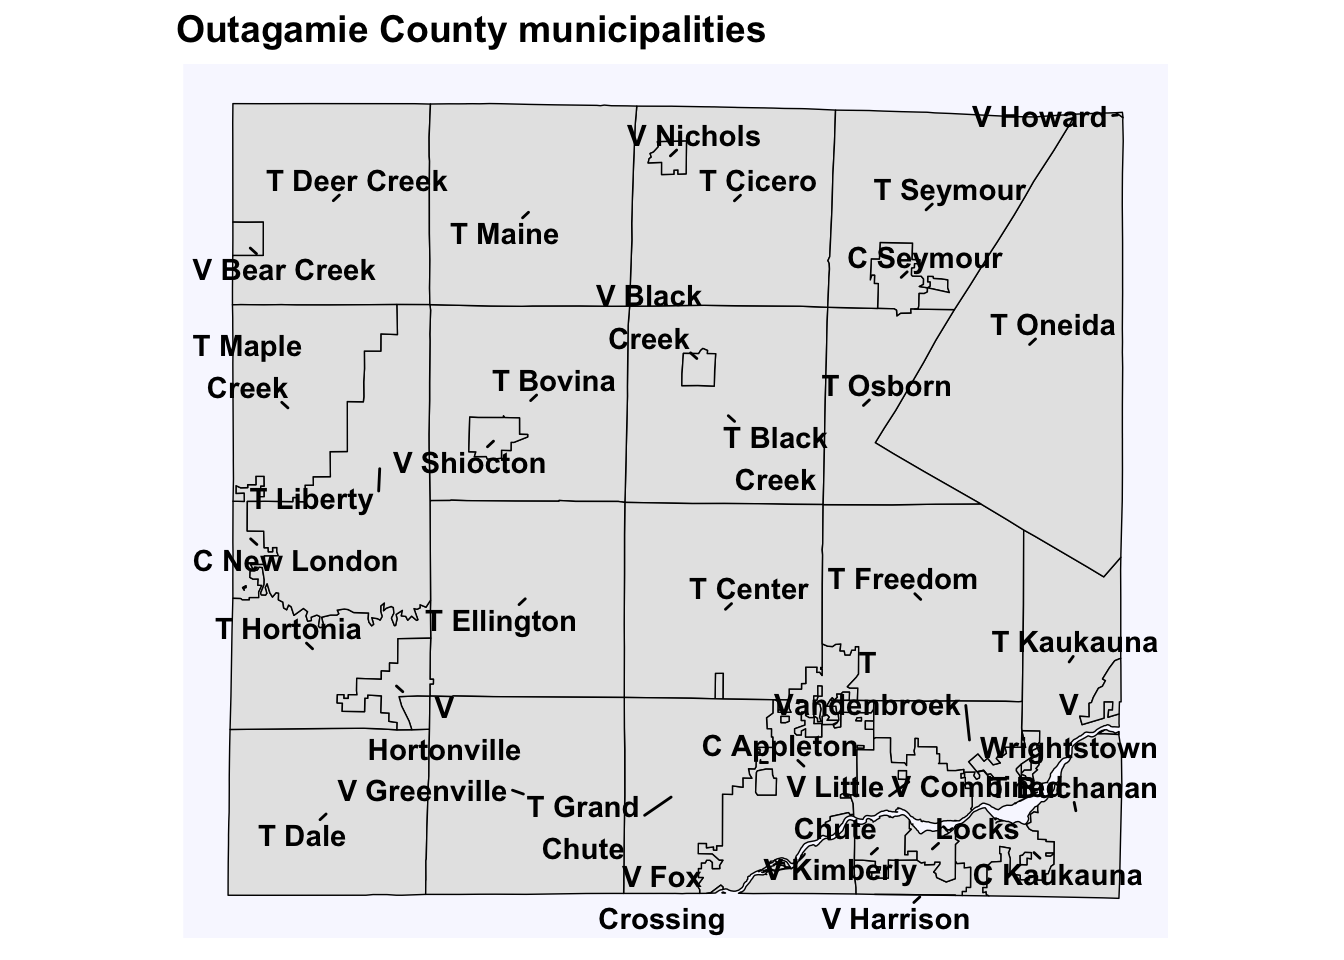 Outagamie County municipalities
V Howard
V Nichols
T Deer Creek
T Cicero
T Seymour
T Maine
C Seymour
V Bear Creek
V Black
Creek
T Oneida
T Maple
Creek
T Bovina
T Osborn
T Black
Creek
V Shiocton
T Liberty
C New London
T Center
T Freedom
T Hortonia
T Ellington
T Kaukauna
T
Vandenbroek
V
Wrightstown
V
Hortonville
C Appleton
V Greenville
T Grand
Chute
V Little
Chute
V Combined
Locks
T Buchanan
T Dale
V Fox
Crossing
V Kimberly
C Kaukauna
V Harrison